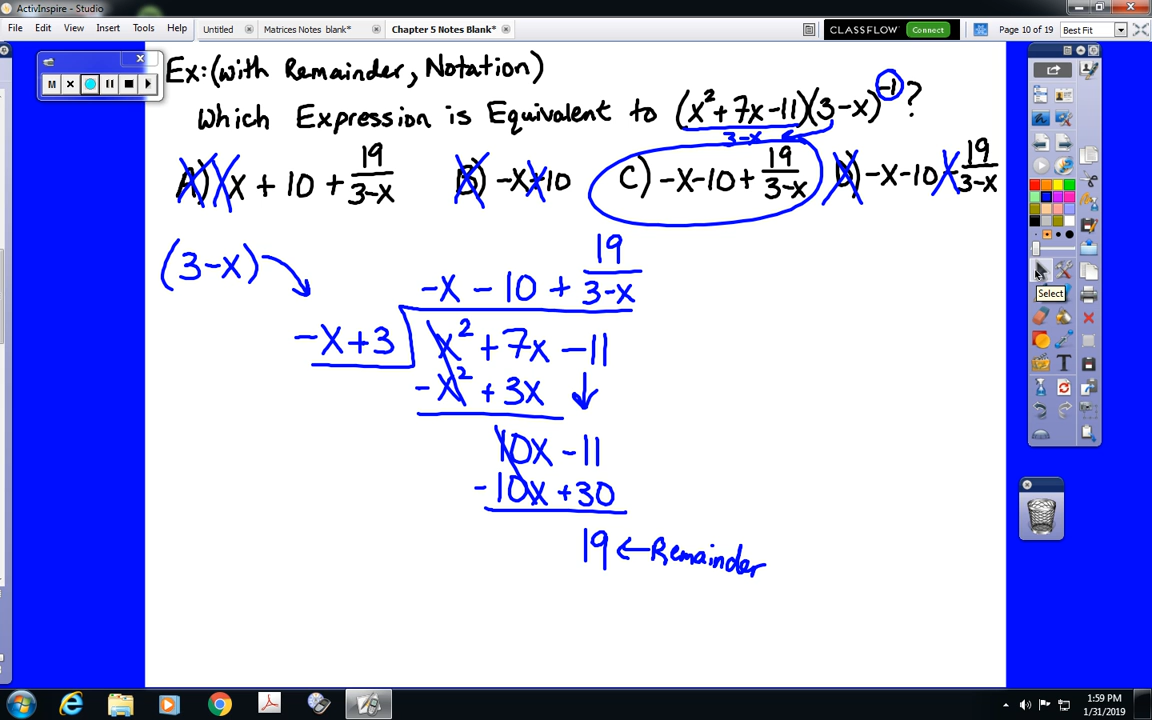 ActivInspire - Studio
File Edit View Insert Tools Help Untitled Matrices Notes blank* Chapter 5 Notes Blank* CLASSFLOW Connect Page 10 of 19 Best Fit
Ex: (with Remainder, Notation)
Which Expression is Equivalent to (x² + 7x - 11)(3 - x)⁻¹?
3-x
A) x + 10 + 19/(3-x) B) -x + 10 C) -x - 10 + 19/(3-x) D) -x - 10 - 19/(3-x)
(3-x)
-x - 10 + 19/(3-x)
-x + 3 x² + 7x - 11
-x² + 3x
10x - 11
-10x + 30
19 ← Remainder
Select
1:59 PM
1/31/2019